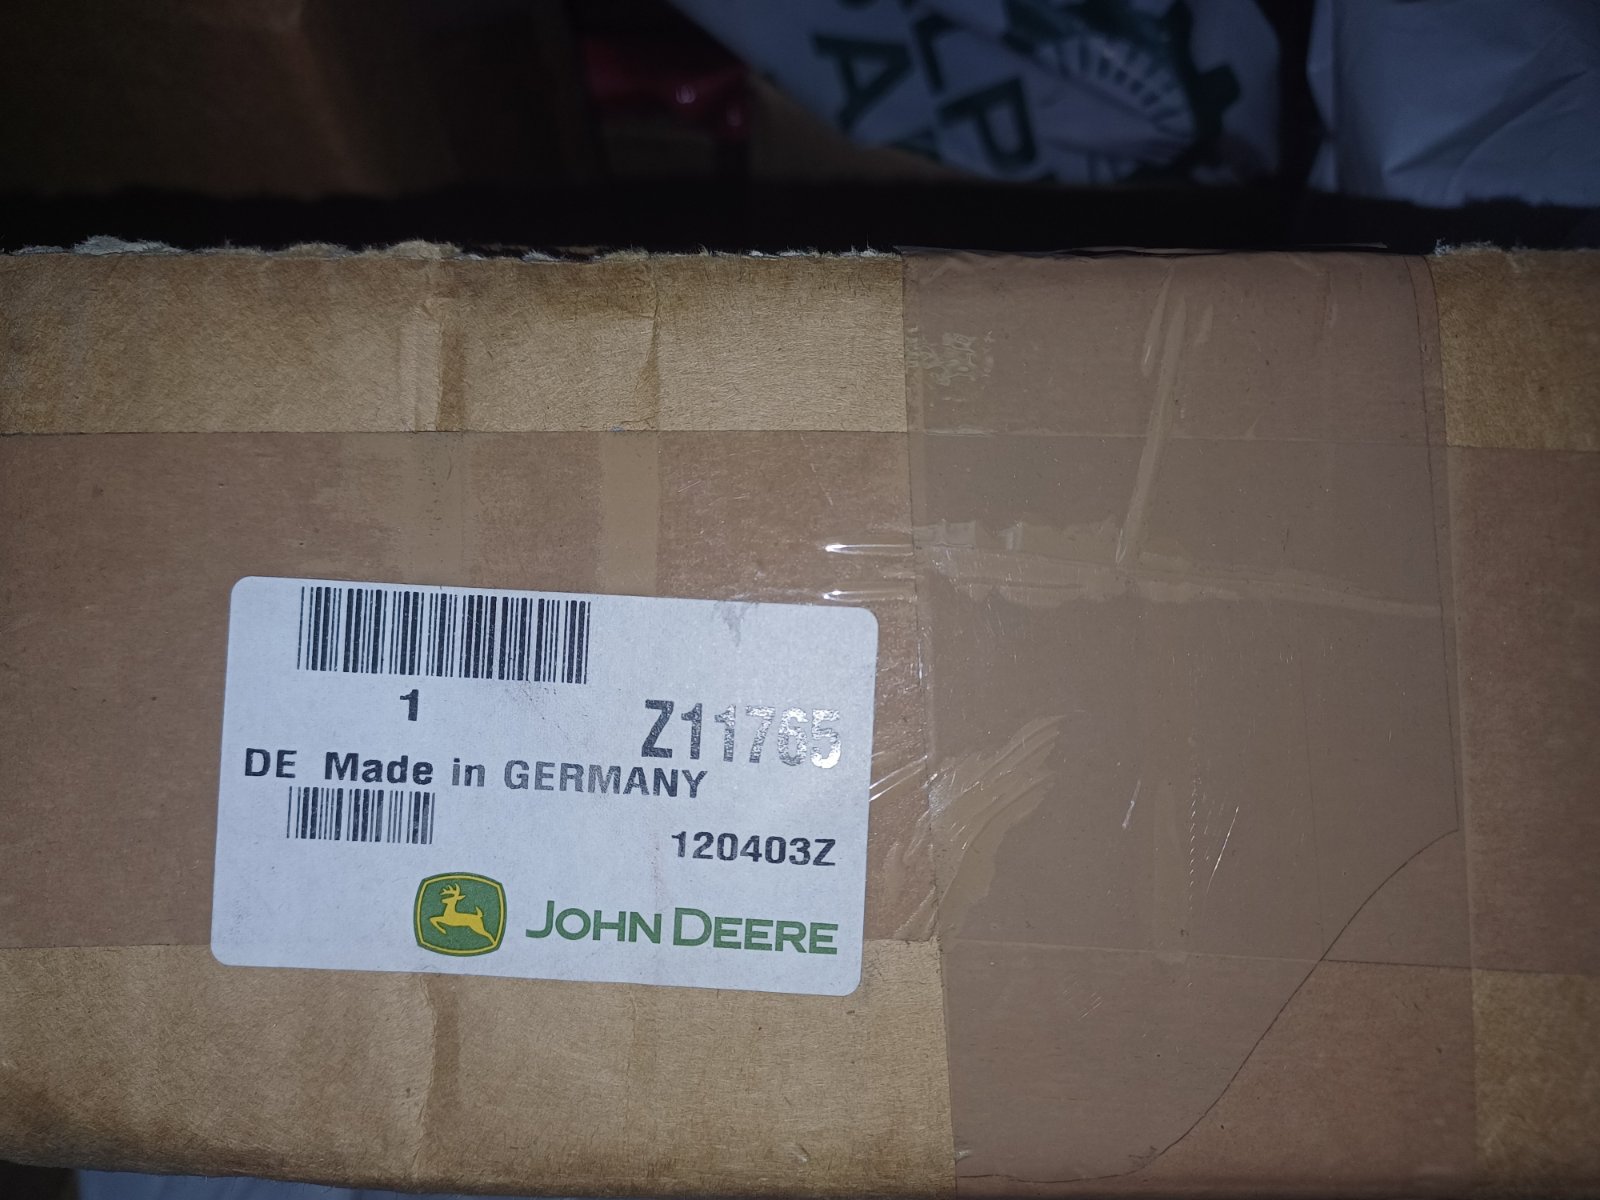 1
Z11765
DE Made in GERMANY
120403Z
JOHN DEERE